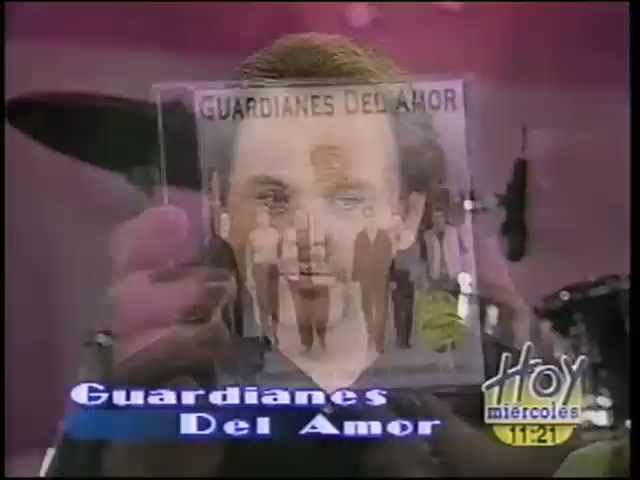 GUARDIANES DEL AMOR
Guardianes
Del Amor
HOY
miércoles
11:21